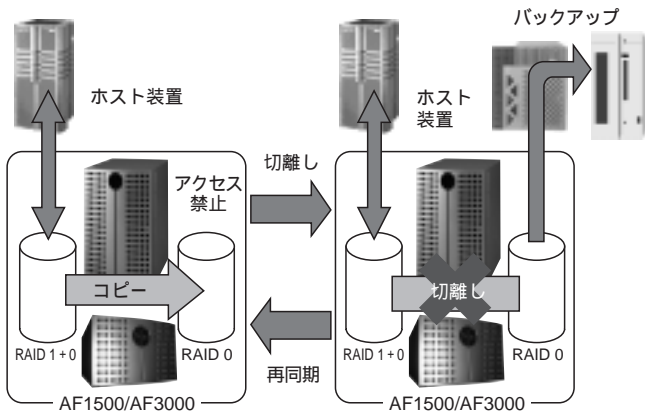 バックアップ
ホスト装置
ホスト
装置
アクセス
禁止
切離し
コピー
切離し
RAID 1+0
RAID 0
再同期
RAID 1+0
RAID 0
AF1500/AF3000
AF1500/AF3000